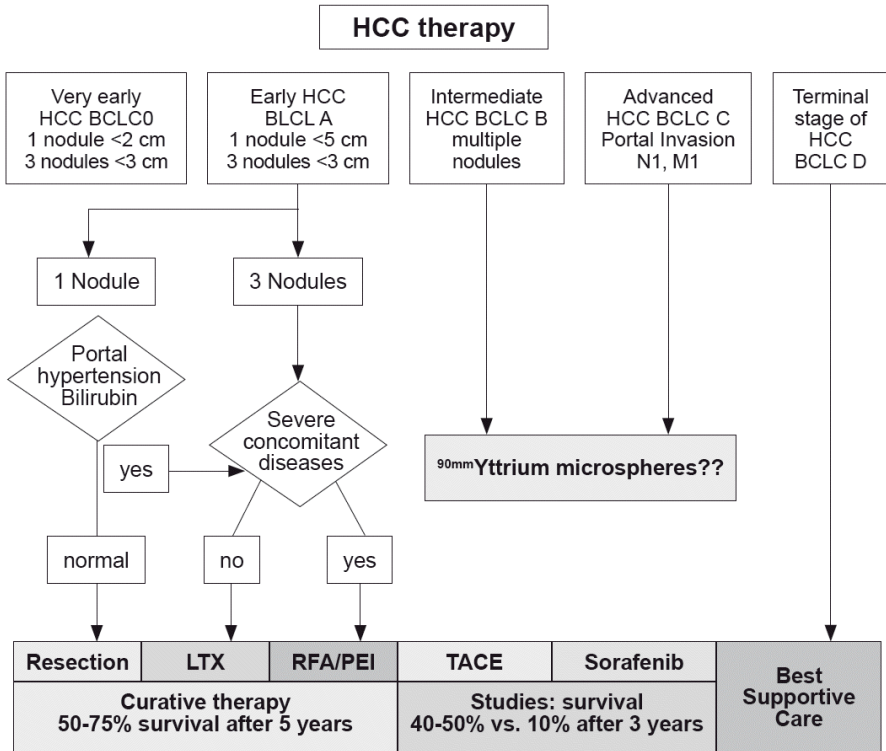 HCC therapy
Very early
HCC BCLC0
1 nodule <2 cm
3 nodules <3 cm
Early HCC
BLCL A
1 nodule <5 cm
3 nodules <3 cm
Intermediate
HCC BCLC B
multiple
nodules
Advanced
HCC BCLC C
Portal Invasion
N1, M1
Terminal
stage of
HCC
BCLC D
1 Nodule
3 Nodules
Portal
hypertension
Bilirubin
Severe
concomitant
diseases
yes
90mmYttrium microspheres??
normal
no
yes
Resection
LTX
RFA/PEI
TACE
Sorafenib
Curative therapy
50-75% survival after 5 years
Studies: survival
40-50% vs. 10% after 3 years
Best
Supportive
Care